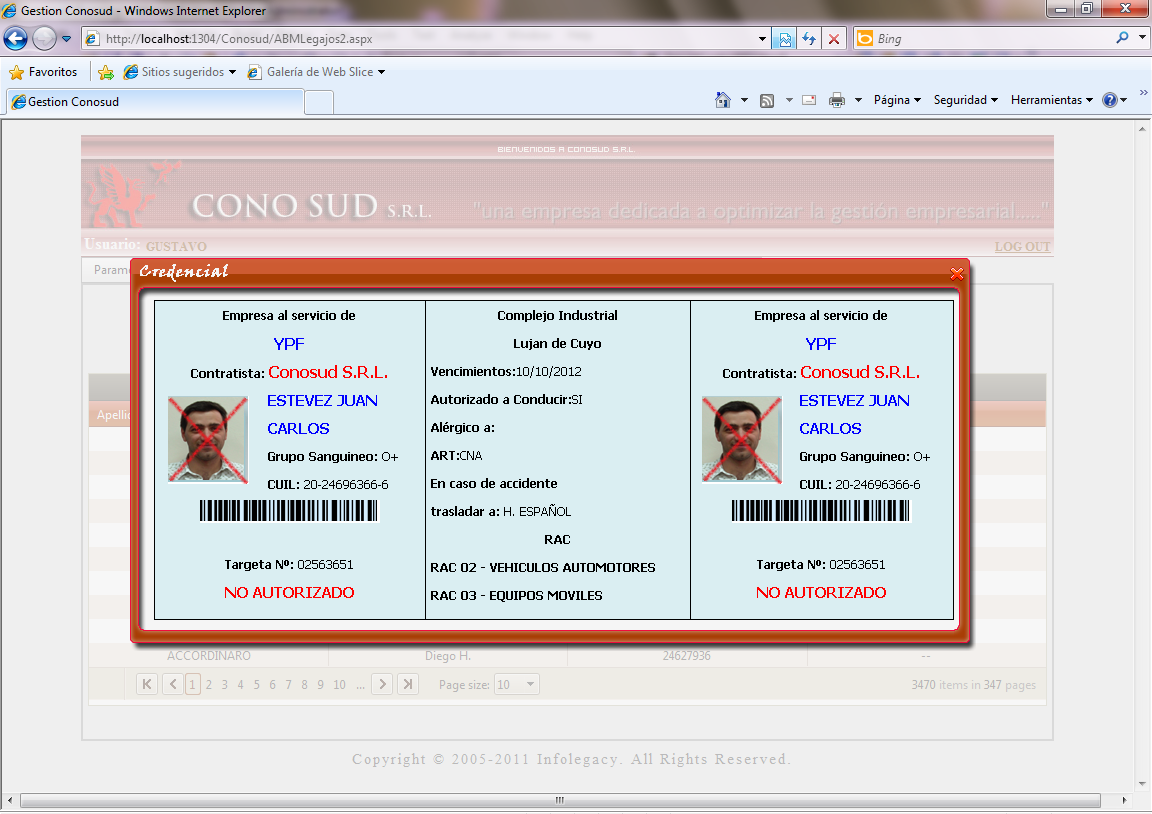 Gestion Conosud - Windows Internet Explorer
http://localhost:1304/Conosud/ABMLegajos2.aspx
Bing
Favoritos
Sitios sugeridos
Galería de Web Slice
Gestion Conosud
Página
Seguridad
Herramientas
BIENVENIDOS A CONOSUD S.R.L.
CONO SUD S.R.L.
"una empresa dedicada a optimizar la gestión empresarial....."
Usuario: GUSTAVO
LOG OUT
Param
Credencial
Empresa al servicio de
YPF
Contratista: Conosud S.R.L.
ESTEVEZ JUAN
CARLOS
Grupo Sanguineo: O+
CUIL: 20-24696366-6
Targeta Nº: 02563651
NO AUTORIZADO
Complejo Industrial
Lujan de Cuyo
Vencimientos:10/10/2012
Autorizado a Conducir:SI
Alérgico a:
ART:CNA
En caso de accidente
trasladar a: H. ESPAÑOL
RAC
RAC 02 - VEHICULOS AUTOMOTORES
RAC 03 - EQUIPOS MOVILES
Empresa al servicio de
YPF
Contratista: Conosud S.R.L.
ESTEVEZ JUAN
CARLOS
Grupo Sanguineo: O+
CUIL: 20-24696366-6
Targeta Nº: 02563651
NO AUTORIZADO
Apellid
ACCORDINARO Diego H. 24627936 --
1 2 3 4 5 6 7 8 9 10 ... Page size: 10 3470 items in 347 pages
Copyright © 2005-2011 Infolegacy. All Rights Reserved.